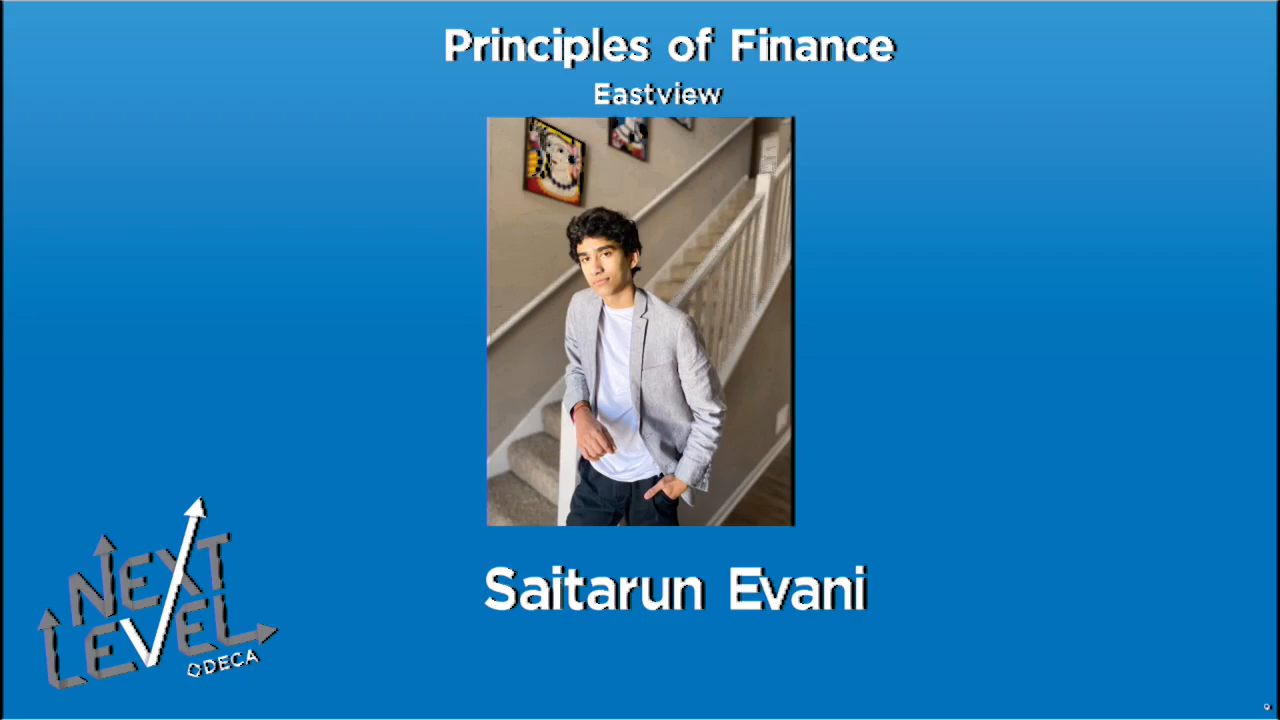 Principles of Finance
Eastview
Saitarun Evani
NEXT
LEVEL
DECA